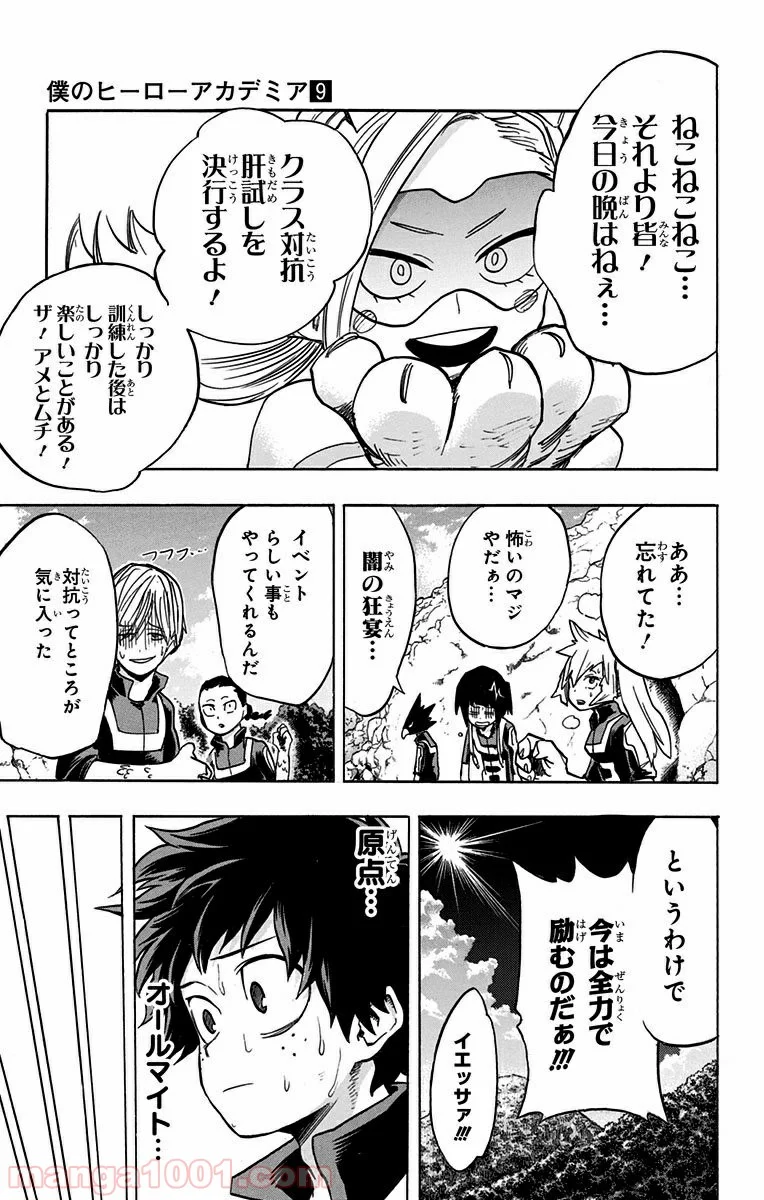 僕のヒーローアカデミア9
ねこねこねこ…
それより皆!
今日の晩はねぇ…
クラス対抗
肝試しを
決行するよ!
しっかり
訓練した後は
しっかり
楽しいことがある!
ザ!アメとムチ!
ああ…
忘れてた!
怖いのマジ
やだぁ…
闇の狂宴…
イベント
らしい事も
やってくれるんだ
フフフ…
対抗ってところが
気に入った
というわけで
今は全力で
励むのだぁ!!!
イエッサァ!!!
原点…
オールマイト…
manga1001.com